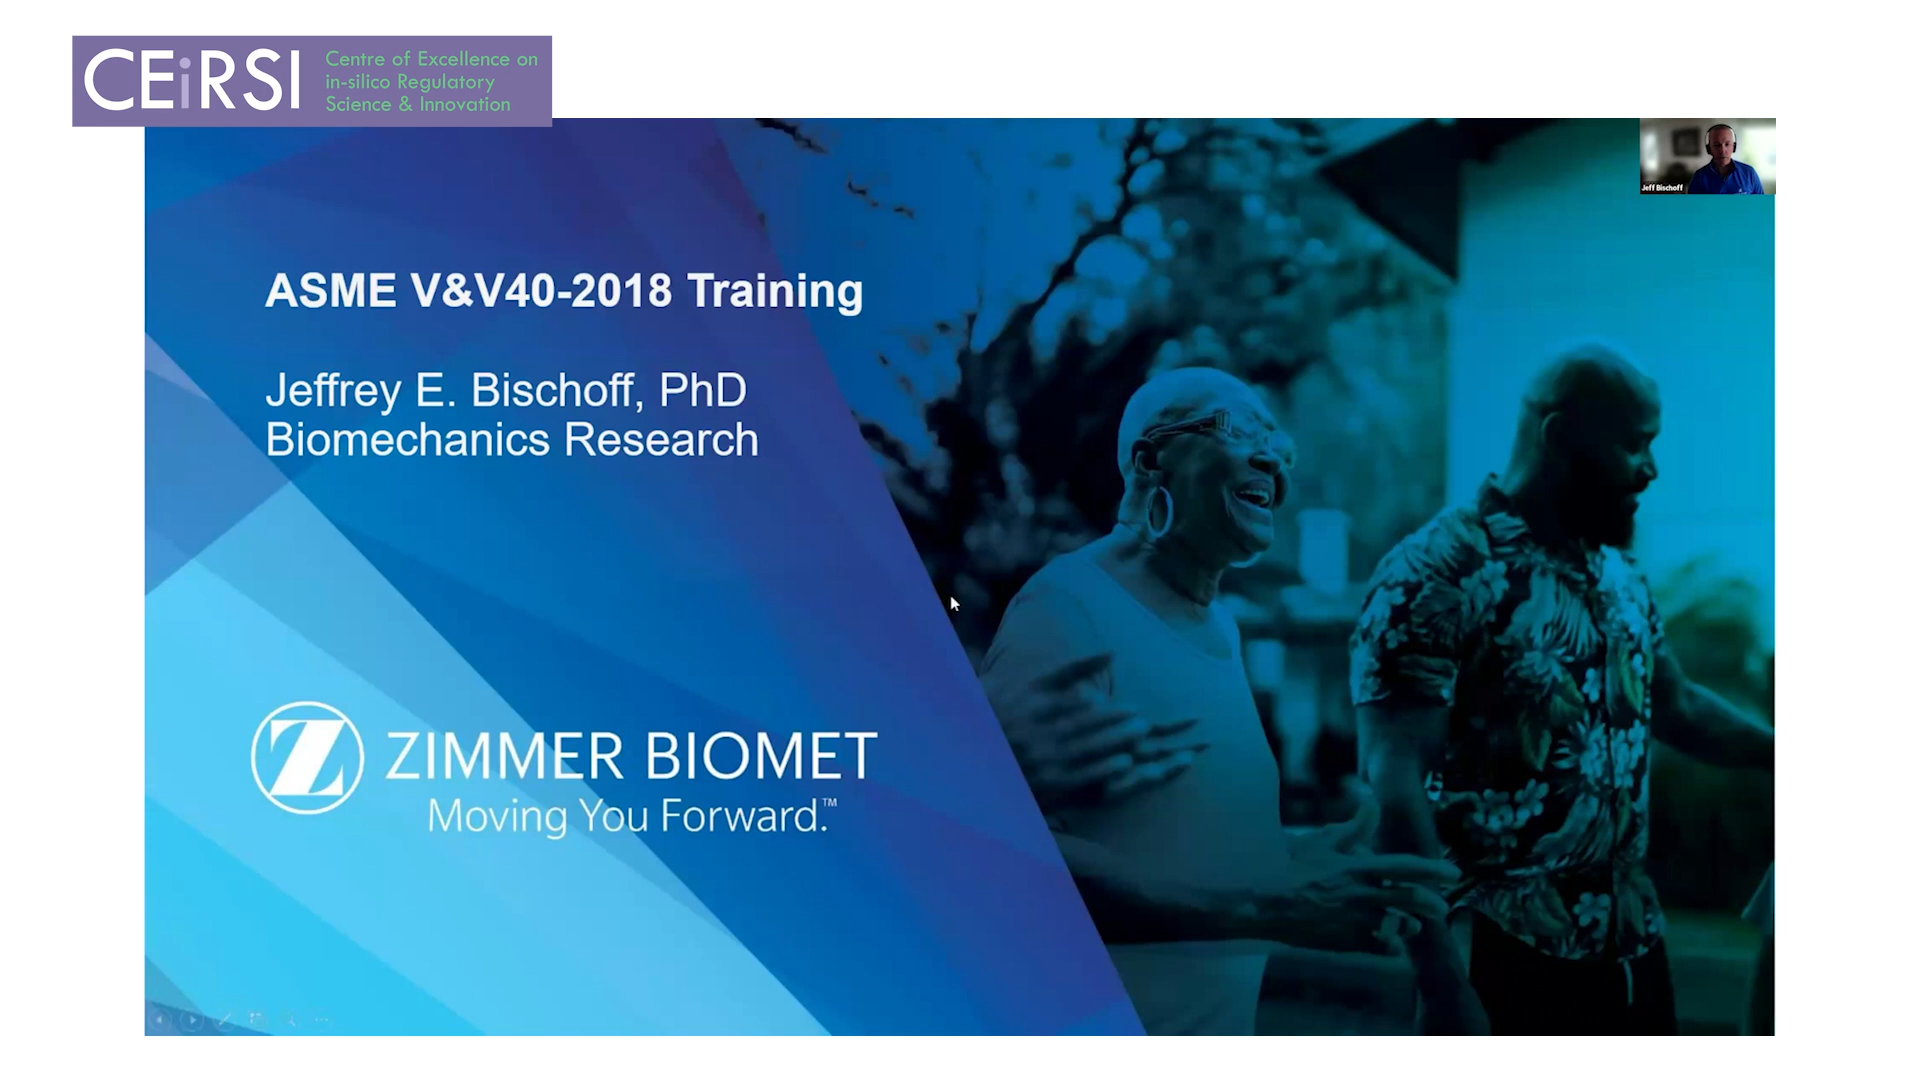 CEiRSI
Centre of Excellence on
in-silico Regulatory
Science & Innovation
Jeff Bischoff
ASME V&V40-2018 Training
Jeffrey E. Bischoff, PhD
Biomechanics Research
Z ZIMMER BIOMET
Moving You Forward.™